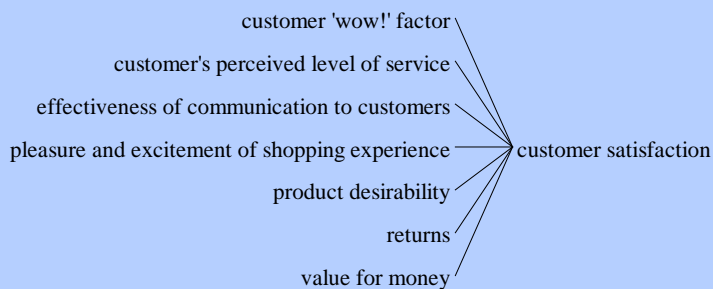 customer 'wow!' factor
customer's perceived level of service
effectiveness of communication to customers
pleasure and excitement of shopping experience
customer satisfaction
product desirability
returns
value for money